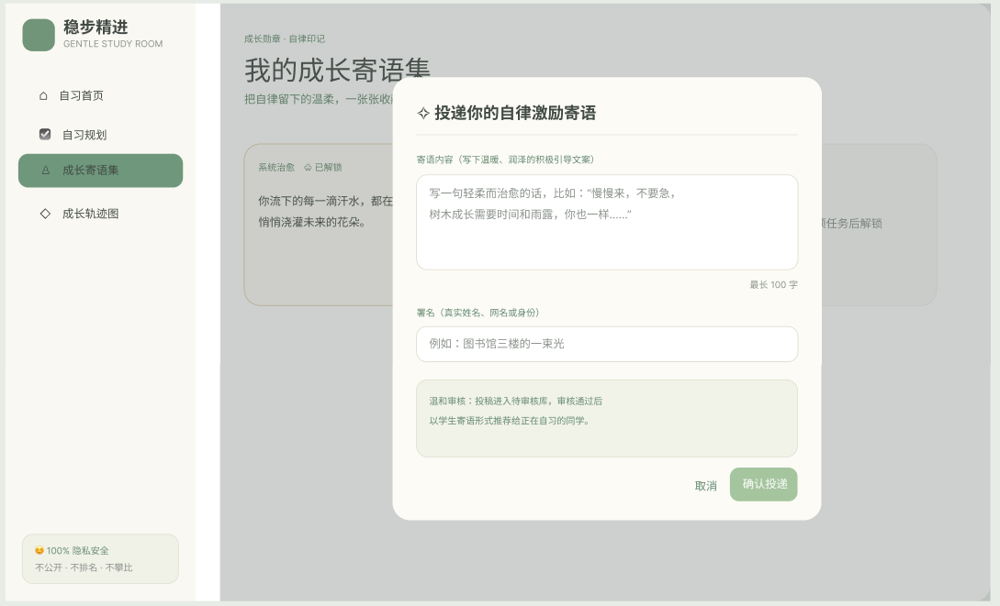 稳步精进
GENTLE STUDY ROOM
自习首页
自习规划
成长寄语集
成长轨迹图
100% 隐私安全
不公开 · 不排名 · 不攀比
成长勋章 · 自律印记
我的成长寄语集
把自律留下的温柔，一张张收
系统治愈 已解锁
你流下的每一滴汗水，都在
悄悄浇灌未来的花朵。
任务后解锁
✧ 投递你的自律激励寄语
寄语内容（写下温暖、润泽的积极引导文案）
写一句轻柔而治愈的话，比如：“慢慢来，不要急，
树木成长需要时间和雨露，你也一样……”
最长 100 字
署名（真实姓名、网名或身份）
例如：图书馆三楼的一束光
温和审核：投稿进入待审核库，审核通过后
以学生寄语形式推荐给正在自习的同学。
取消
确认投递